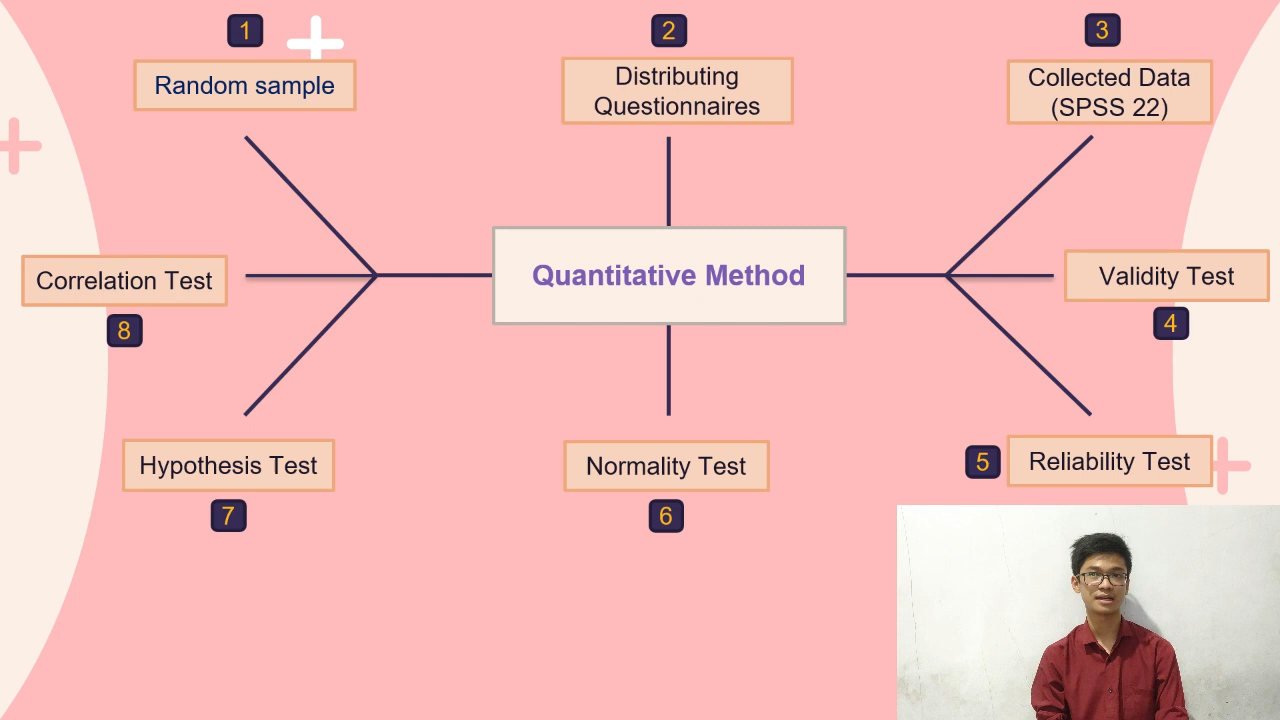 1
Random sample
2
Distributing
Questionnaires
3
Collected Data
(SPSS 22)
Quantitative Method
Validity Test
4
5
Reliability Test
Normality Test
6
Hypothesis Test
7
Correlation Test
8